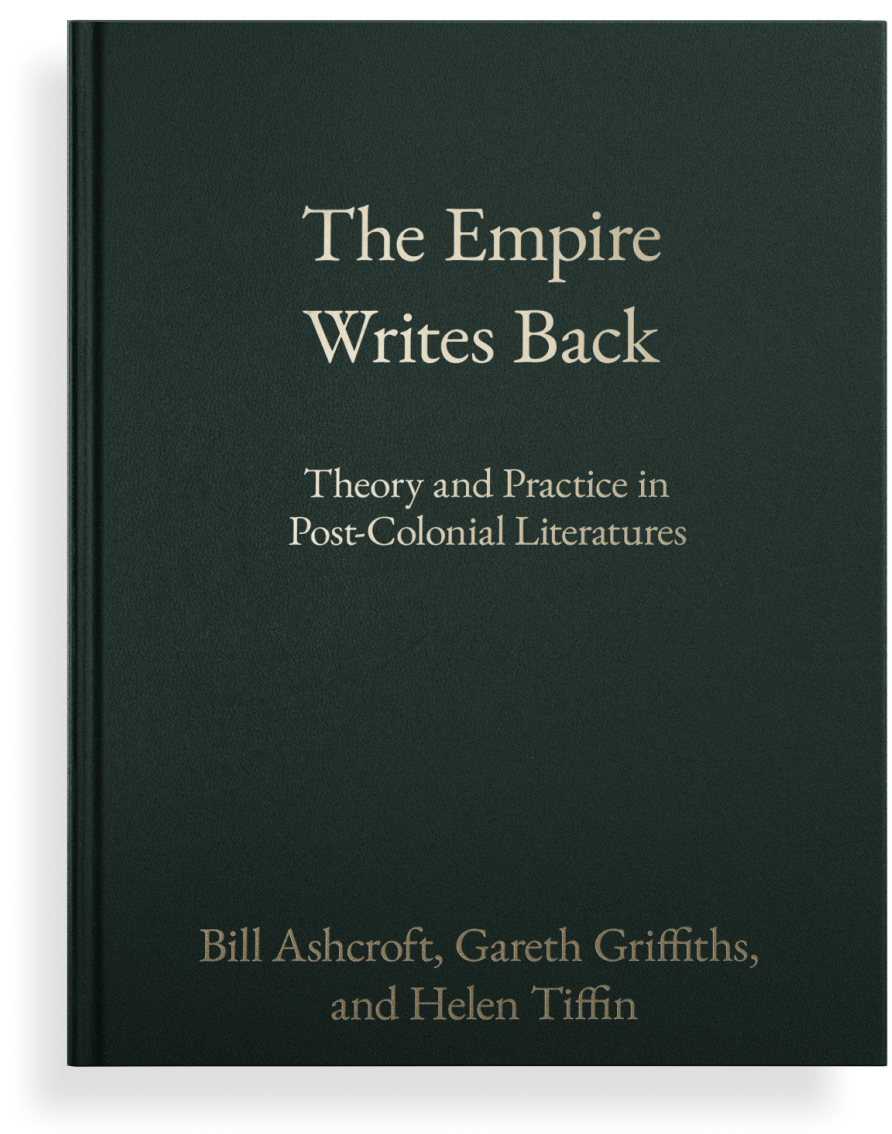 The Empire
Writes Back
Theory and Practice in
Post-Colonial Literatures
Bill Ashcroft, Gareth Griffiths,
and Helen Tiffin